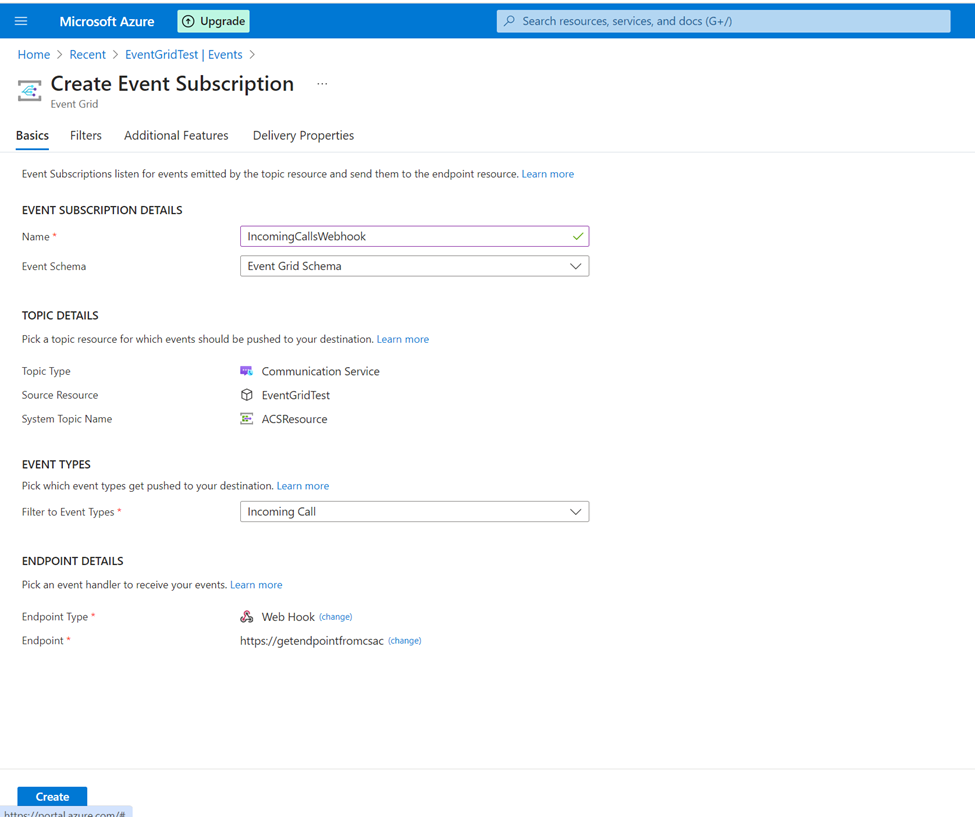 Microsoft Azure Upgrade Search resources, services, and docs (G+/)
Home > Recent > EventGridTest | Events >
Create Event Subscription ...
Event Grid
Basics Filters Additional Features Delivery Properties
Event Subscriptions listen for events emitted by the topic resource and send them to the endpoint resource. Learn more
EVENT SUBSCRIPTION DETAILS
Name * IncomingCallsWebhook
Event Schema Event Grid Schema
TOPIC DETAILS
Pick a topic resource for which events should be pushed to your destination. Learn more
Topic Type Communication Service
Source Resource EventGridTest
System Topic Name ACSResource
EVENT TYPES
Pick which event types get pushed to your destination. Learn more
Filter to Event Types * Incoming Call
ENDPOINT DETAILS
Pick an event handler to receive your events. Learn more
Endpoint Type * Web Hook (change)
Endpoint * https://getendpointfromcsac (change)
Create
https://portal.azure.com/#